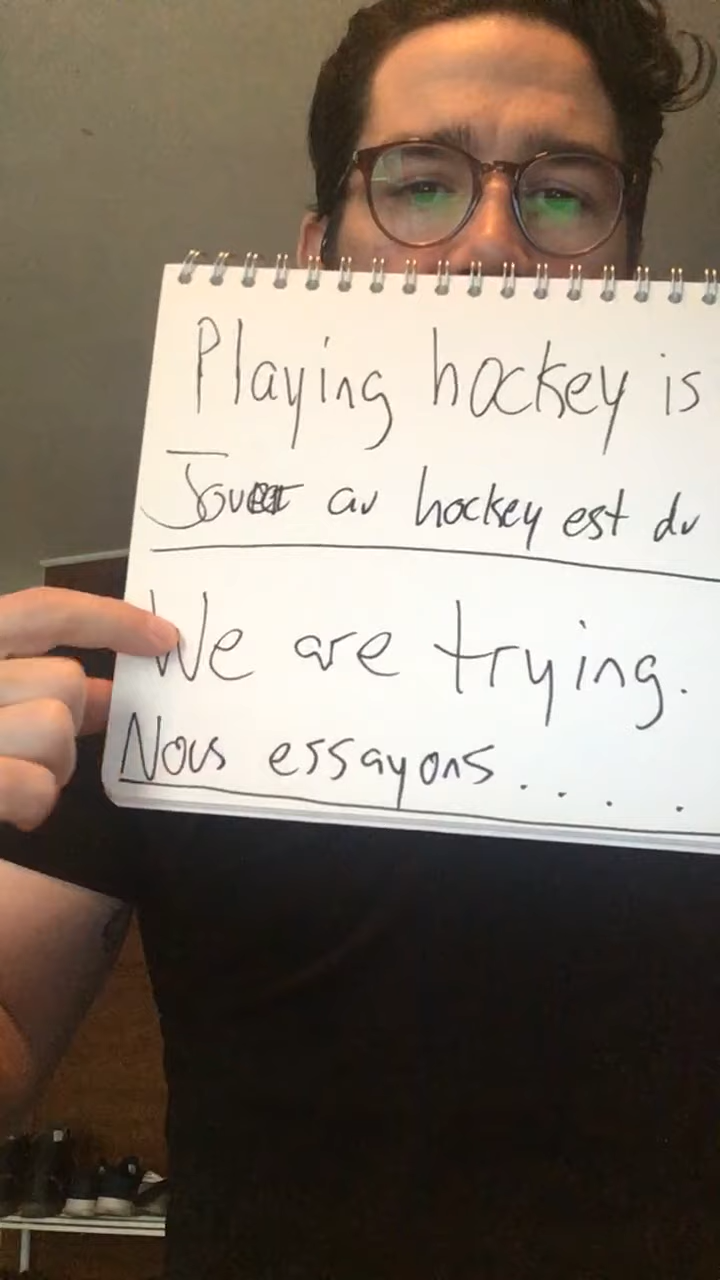 Playing hockey is
Jouer au hockey est du
We are trying.
Nous essayons.....